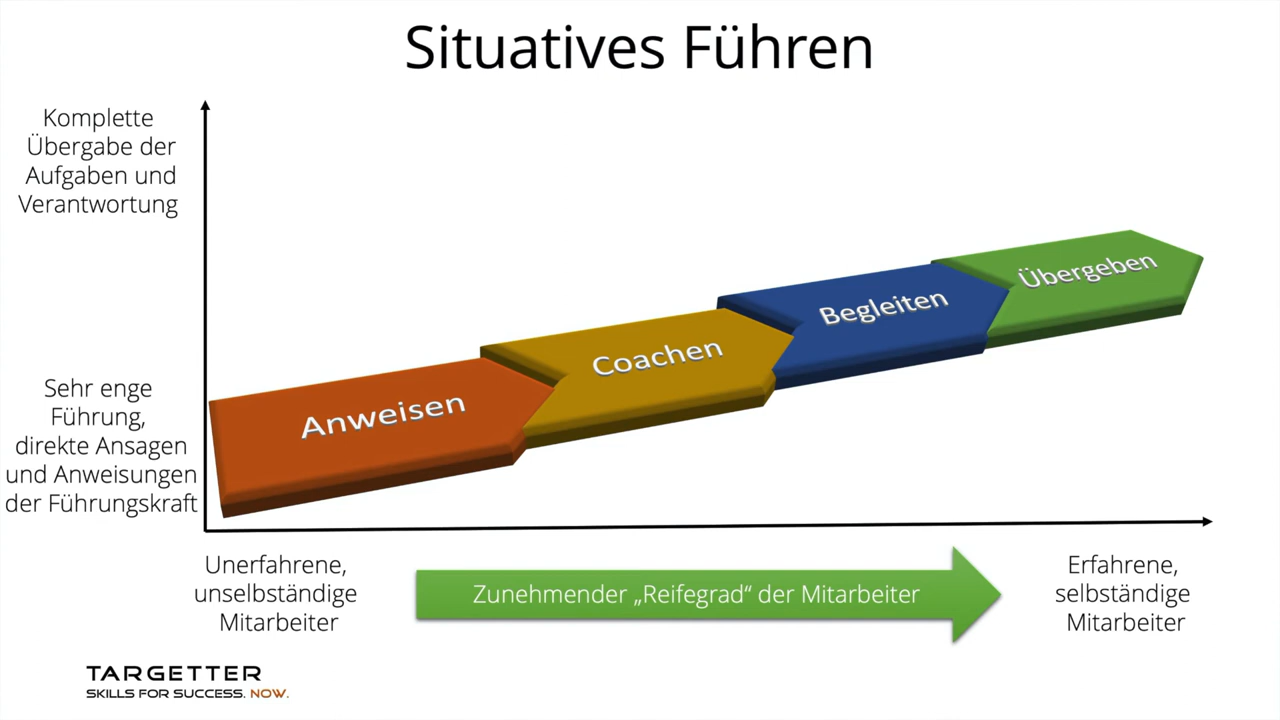 Situatives Führen
Komplette
Übergabe der
Aufgaben und
Verantwortung
Sehr enge
Führung,
direkte Ansagen
und Anweisungen
der Führungskraft
Anweisen
Coachen
Begleiten
Übergeben
Unerfahrene,
unselbständige
Mitarbeiter
Zunehmender „Reifegrad“ der Mitarbeiter
Erfahrene,
selbständige
Mitarbeiter
TARGETTER
SKILLS FOR SUCCESS. NOW.